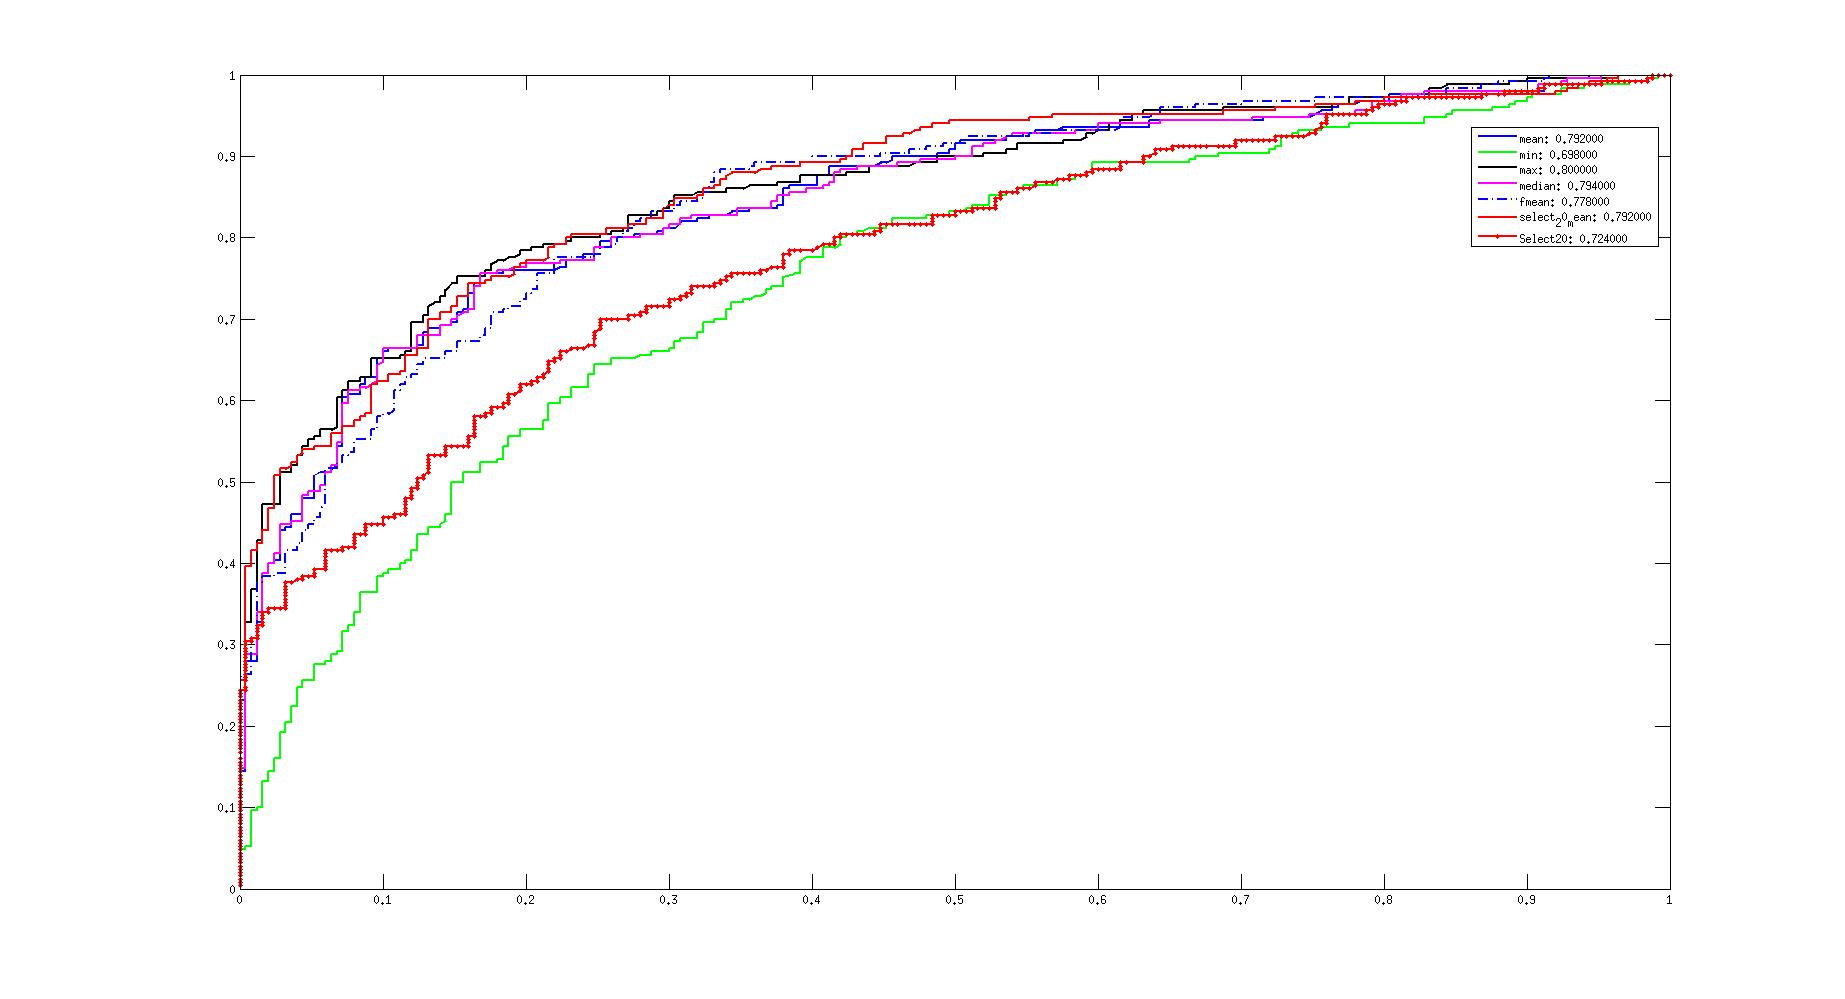 1
0.9
0.8
0.7
0.6
0.5
0.4
0.3
0.2
0.1
0
mean: 0.792000
min: 0.698000
max: 0.800000
median: 0.794000
fmean: 0.778000
select20mean: 0.792000
Select20: 0.724000
0 0.1 0.2 0.3 0.4 0.5 0.6 0.7 0.8 0.9 1